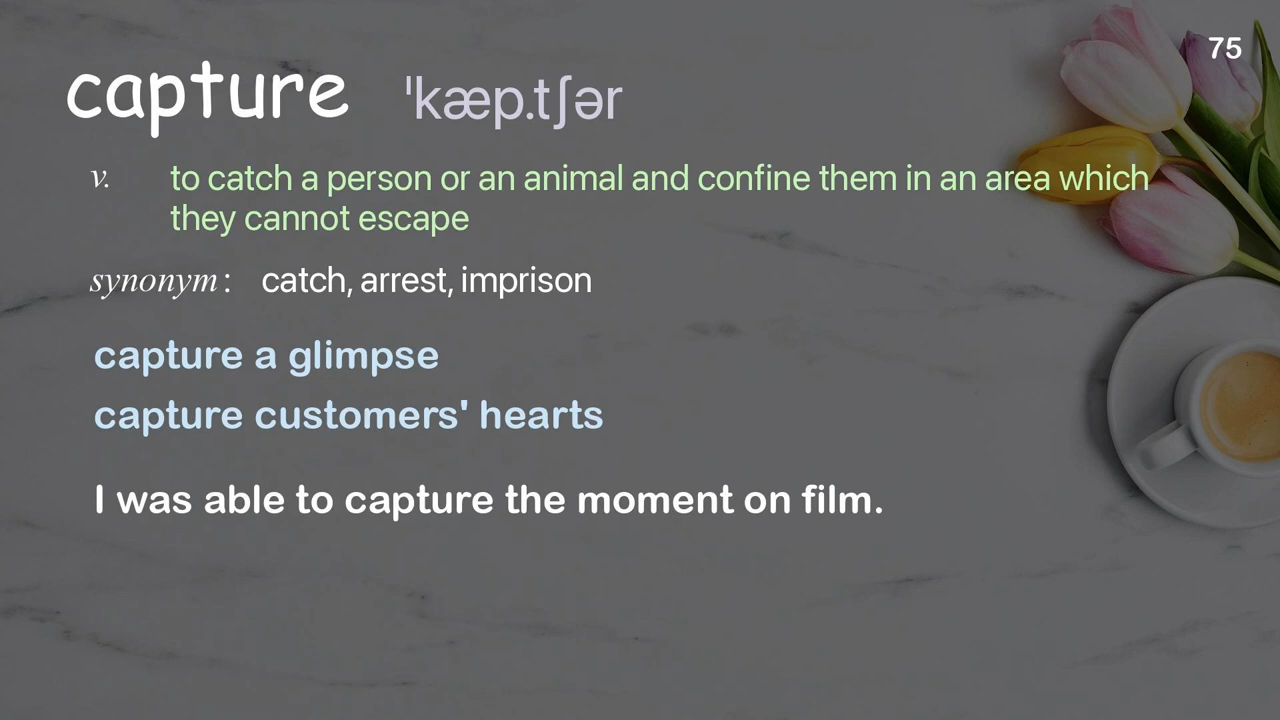 75
capture ˈkæp.tʃər
v. to catch a person or an animal and confine them in an area which
they cannot escape
synonym: catch, arrest, imprison
capture a glimpse
capture customers' hearts
I was able to capture the moment on film.